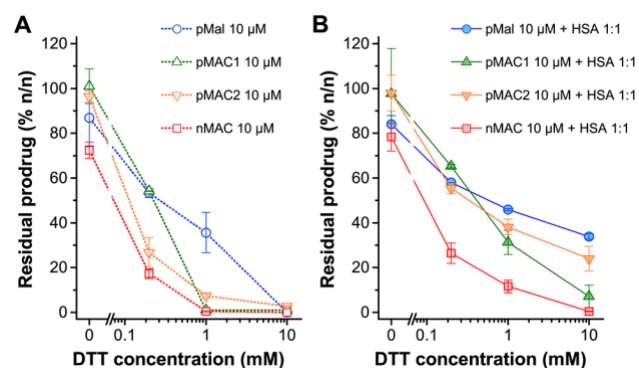 A
pMal 10 μM
pMAC1 10 μM
pMAC2 10 μM
nMAC 10 μM
Residual prodrug (% n/n)
120
100
80
60
40
20
0
0
0.1
1
10
DTT concentration (mM)
B
pMal 10 μM + HSA 1:1
pMAC1 10 μM + HSA 1:1
pMAC2 10 μM + HSA 1:1
nMAC 10 μM + HSA 1:1
Residual prodrug (% n/n)
120
100
80
60
40
20
0
0
0.1
1
10
DTT concentration (mM)